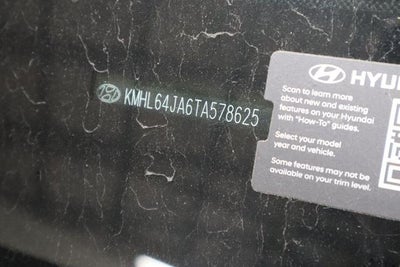 KMHL64JA6TA578625
HYUN
Scan to learn more
about new and existing
features on your Hyundai
with "How-To" guides.
Select your model
year and vehicle.
Some features may not be
available on your trim level.